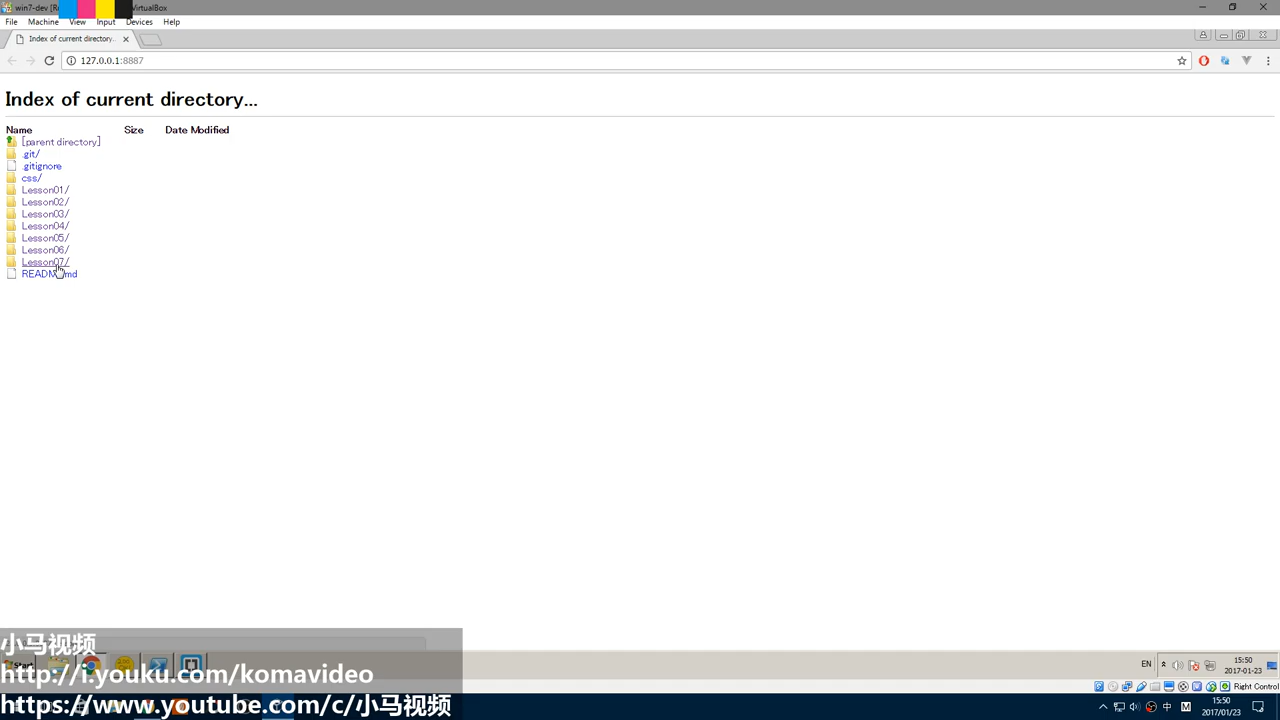 win7-dev [R
VirtualBox
File Machine View Input Devices Help
Index of current directory...
127.0.0.1:8887
Index of current directory...
Name Size Date Modified
[parent directory]
.git/
.gitignore
css/
Lesson01/
Lesson02/
Lesson03/
Lesson04/
Lesson05/
Lesson06/
Lesson07/
README.md
小马视频
http://i.youku.com/komavideo
https://www.youtube.com/c/小马视频
Start
EN
15:50
2017-01-23
Right Control
中 M
15:50
2017/01/23